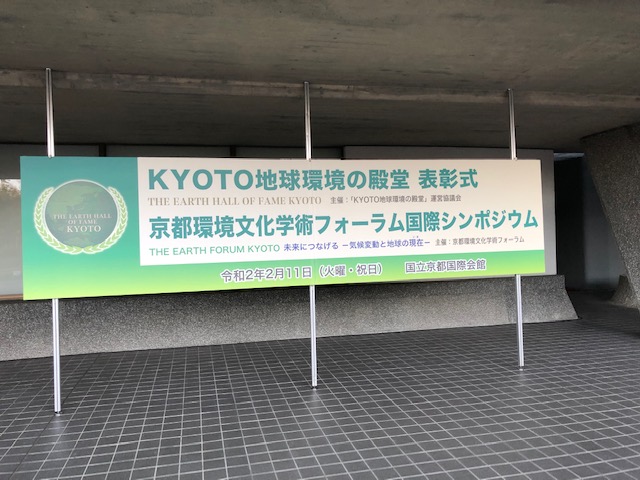 THE EARTH HALL
OF FAME
KYOTO
KYOTO地球環境の殿堂 表彰式
THE EARTH HALL OF FAME KYOTO 主催：「KYOTO地球環境の殿堂」運営協議会
京都環境文化学術フォーラム国際シンポジウム
THE EARTH FORUM KYOTO 未来につなげる －気候変動と地球の現在－ 主催：京都環境文化学術フォーラム
令和2年2月11日（火曜・祝日） 国立京都国際会館